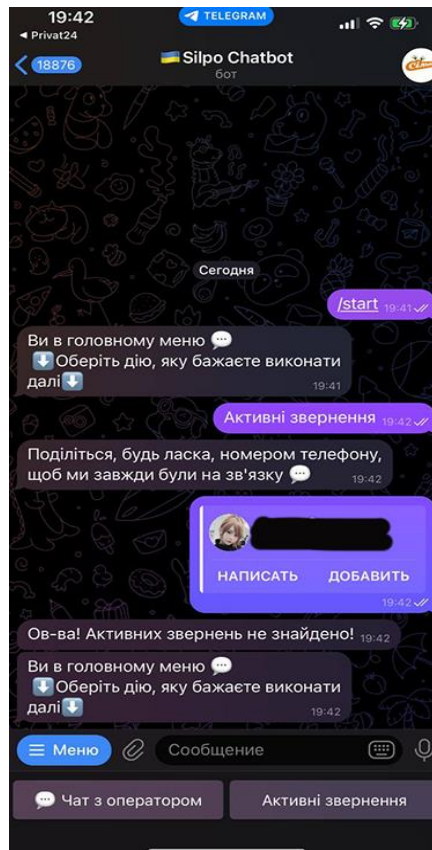 19:42
TELEGRAM
◄ Privat24
18876
🇺🇦Silpo Chatbot
бот
Сегодня
/start 19:41
Ви в головному меню 💬
⬇️Оберіть дію, яку бажаєте виконати
далі⬇️
19:41
Активні звернення 19:42
Поділіться, будь ласка, номером телефону,
щоб ми завжди були на зв'язку 💬
19:42
НАПИСАТЬ ДОБАВИТЬ
19:42
Ов-ва! Активних звернень не знайдено! 19:42
Ви в головному меню 💬
⬇️Оберіть дію, яку бажаєте виконати
далі⬇️
19:42
Меню Сообщение
💬 Чат з оператором Активні звернення